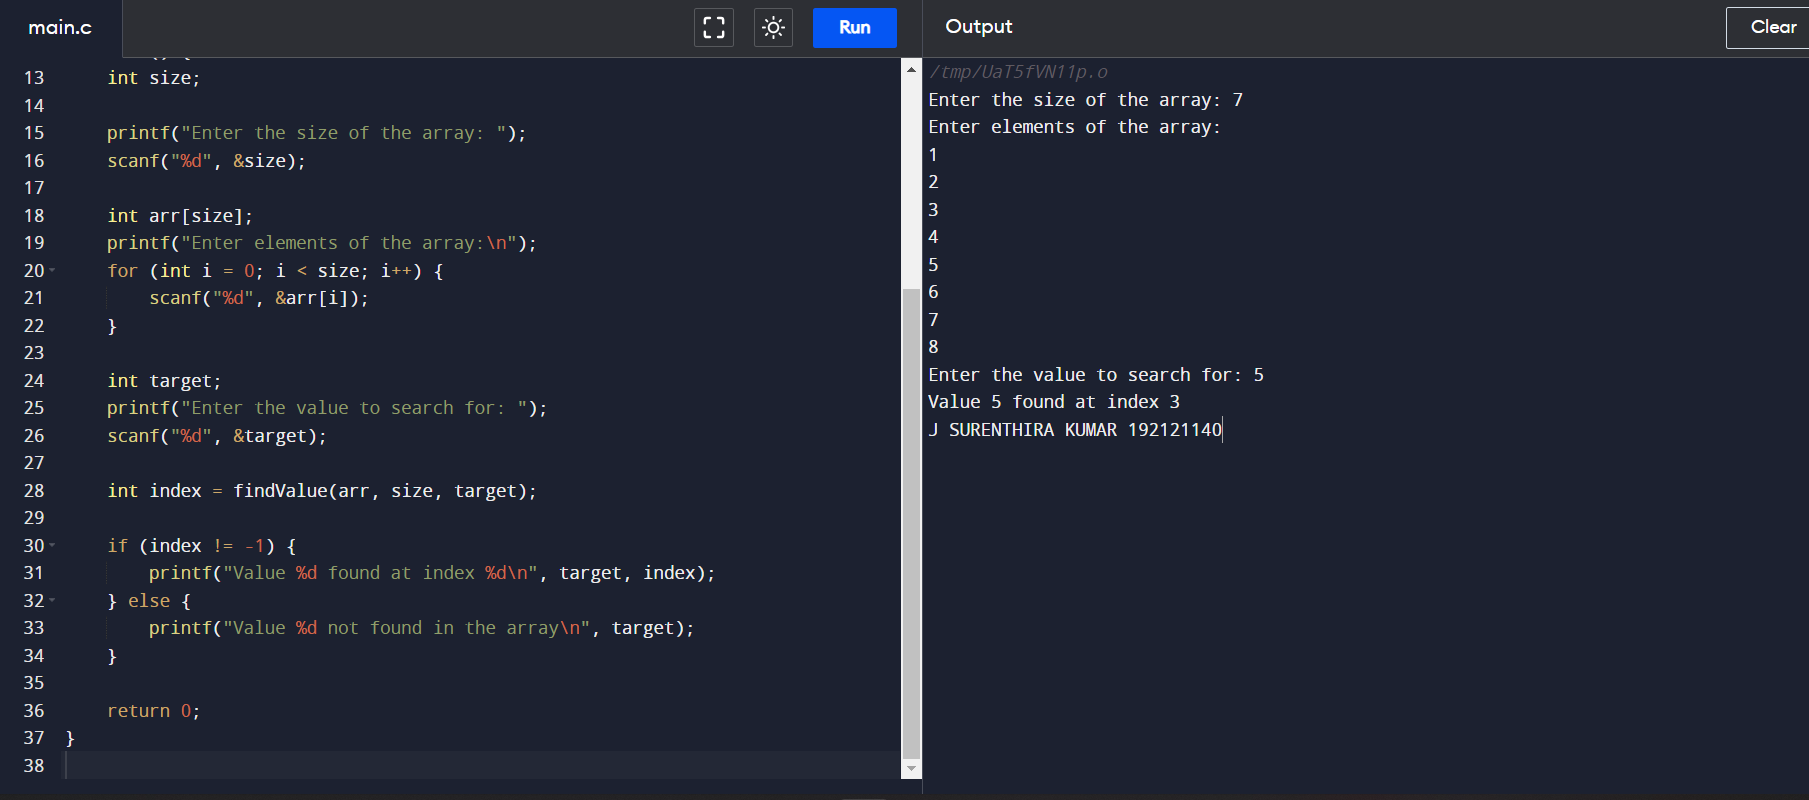 main.c
Run
13 int size;
14
15 printf("Enter the size of the array: ");
16 scanf("%d", &size);
17
18 int arr[size];
19 printf("Enter elements of the array:\n");
20 for (int i = 0; i < size; i++) {
21 scanf("%d", &arr[i]);
22 }
23
24 int target;
25 printf("Enter the value to search for: ");
26 scanf("%d", &target);
27
28 int index = findValue(arr, size, target);
29
30 if (index != -1) {
31 printf("Value %d found at index %d\n", target, index);
32 } else {
33 printf("Value %d not found in the array\n", target);
34 }
35
36 return 0;
37 }
38
Output
Clear
/tmp/UaT5fVN11p.o
Enter the size of the array: 7
Enter elements of the array:
1
2
3
4
5
6
7
8
Enter the value to search for: 5
Value 5 found at index 3
J SURENTHIRA KUMAR 192121140